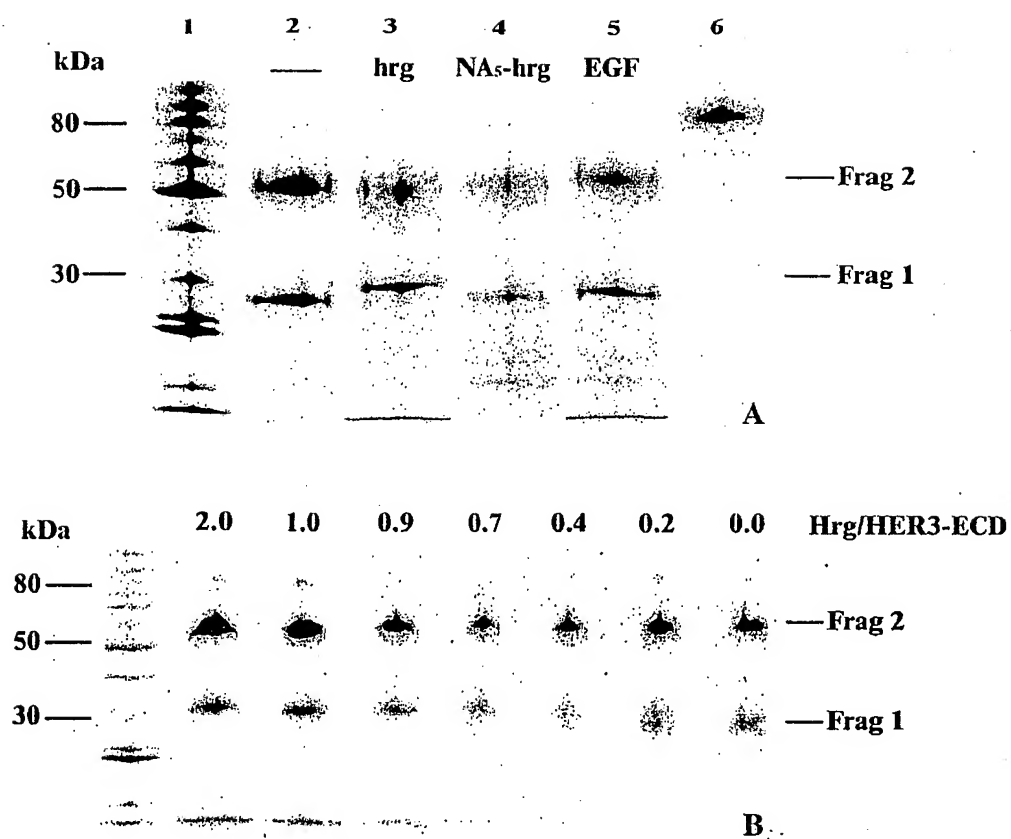 1 2 3 4 5 6
kDa — hrg NA₅-hrg EGF
80
50 Frag 2
30 Frag 1
A
kDa 2.0 1.0 0.9 0.7 0.4 0.2 0.0 Hrg/HER3-ECD
80
50 Frag 2
30 Frag 1
B